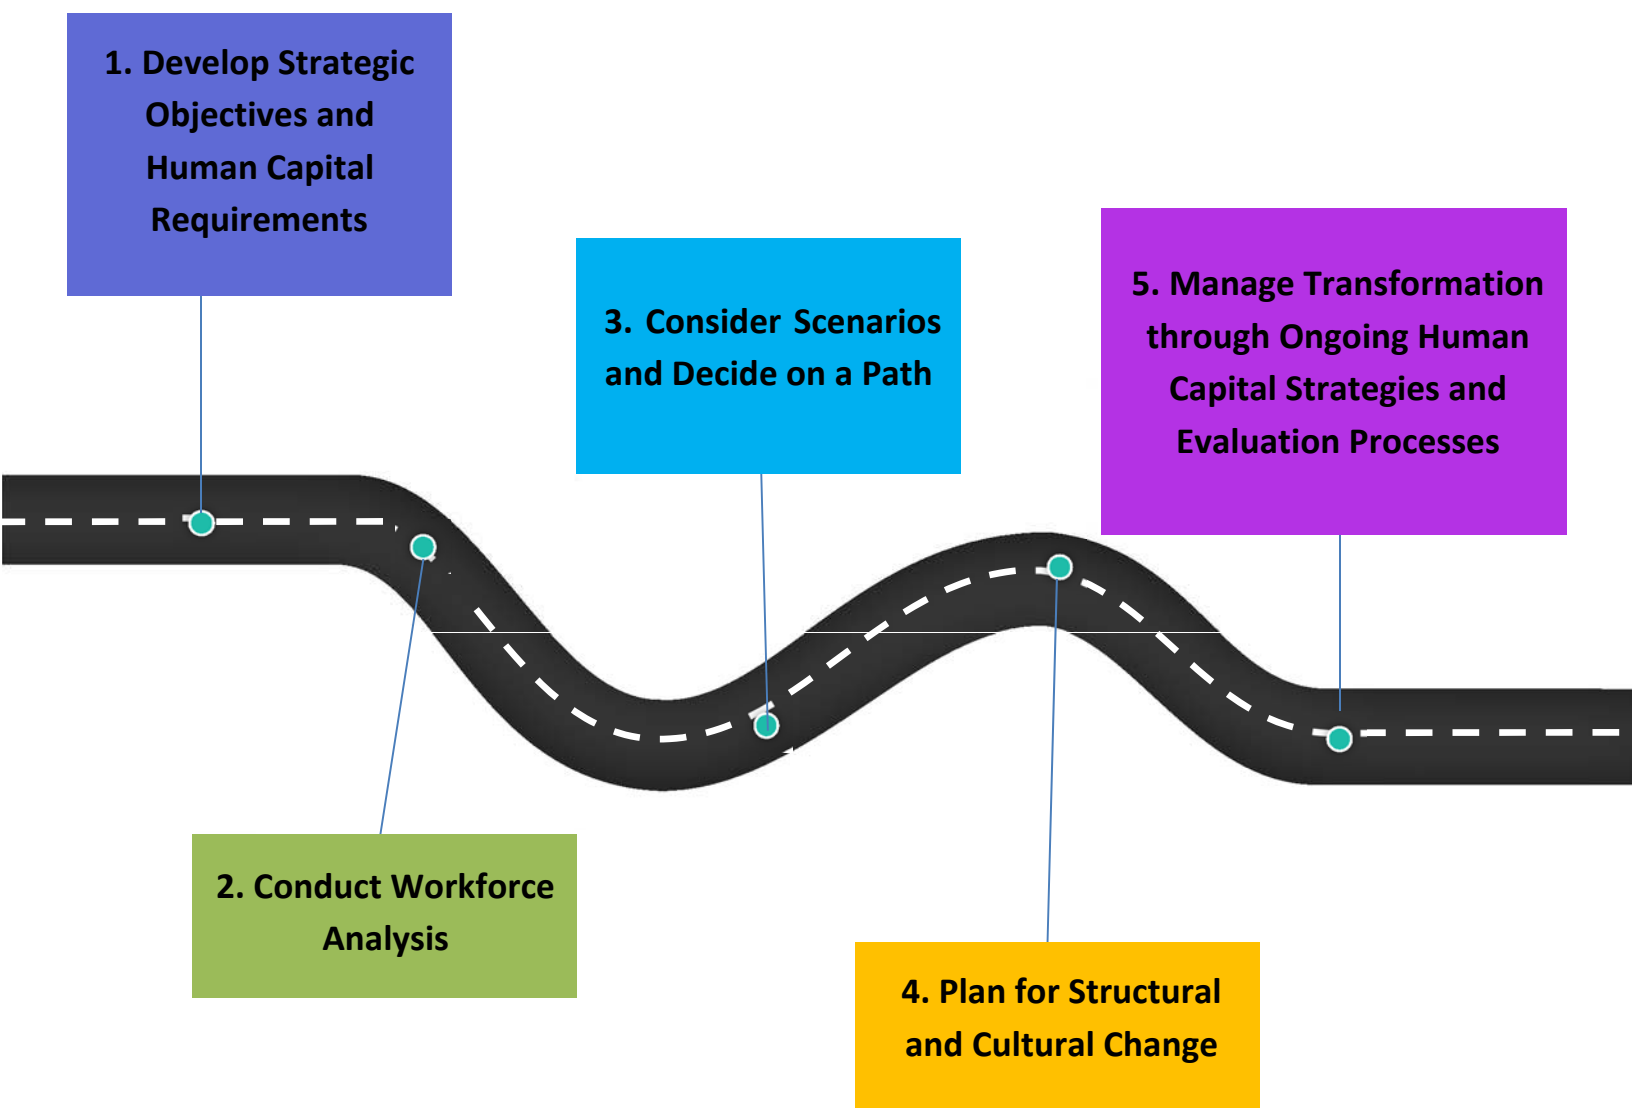 1. Develop Strategic
Objectives and
Human Capital
Requirements
2. Conduct Workforce
Analysis
3. Consider Scenarios
and Decide on a Path
4. Plan for Structural
and Cultural Change
5. Manage Transformation
through Ongoing Human
Capital Strategies and
Evaluation Processes